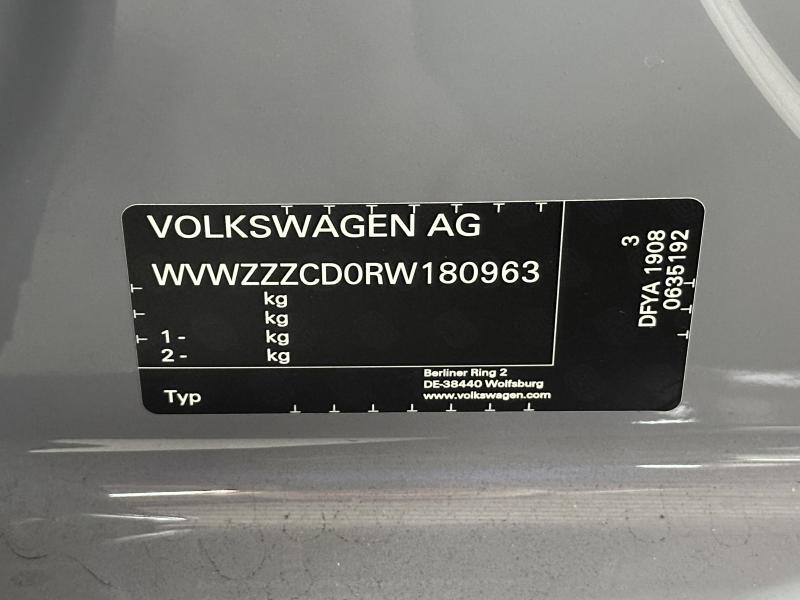 VOLKSWAGEN AG
WVWZZZCD0RW180963
kg
kg
1 - kg
2 - kg
Typ
Berliner Ring 2
DE-38440 Wolfsburg
www.volkswagen.com
3
DFYA 1908
0635192